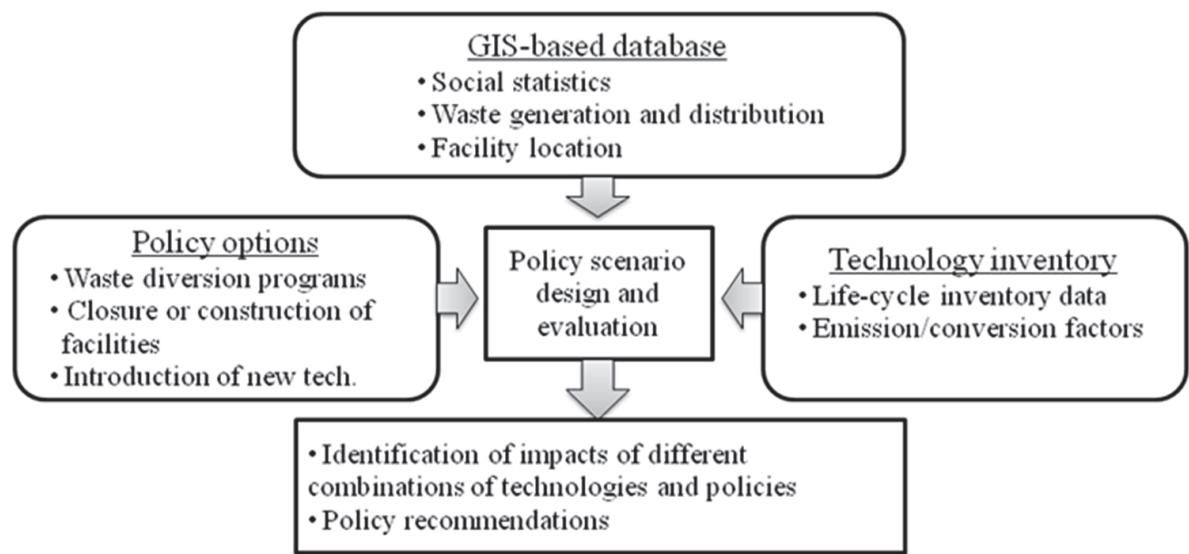 GIS-based database
• Social statistics
• Waste generation and distribution
• Facility location
Policy options
• Waste diversion programs
• Closure or construction of
facilities
• Introduction of new tech.
Policy scenario
design and
evaluation
Technology inventory
• Life-cycle inventory data
• Emission/conversion factors
• Identification of impacts of different
combinations of technologies and policies
• Policy recommendations